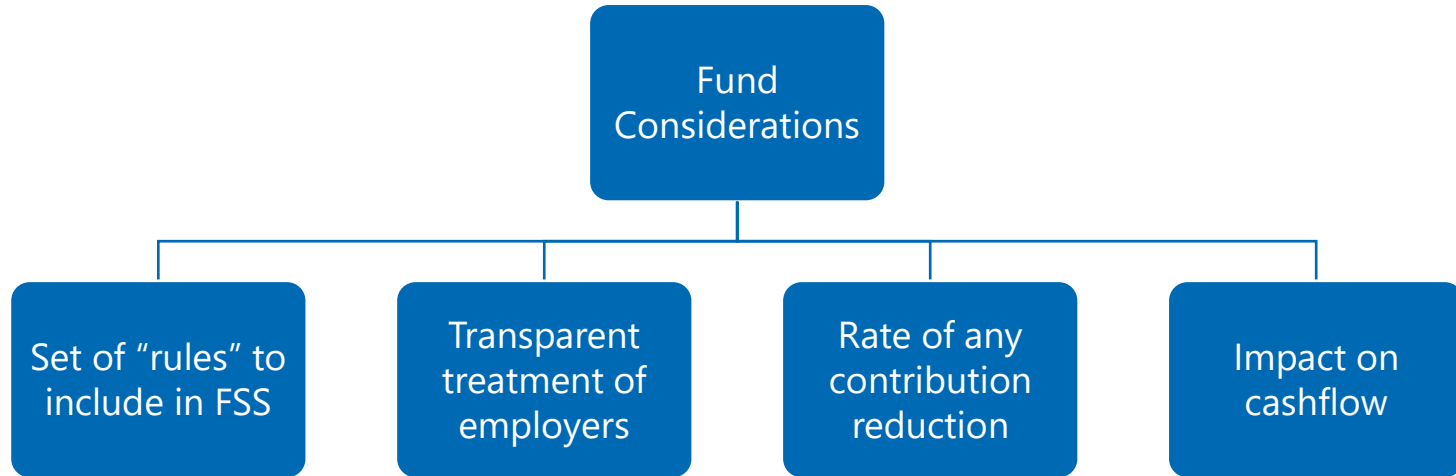 Fund
Considerations
Set of “rules” to
include in FSS
Transparent
treatment of
employers
Rate of any
contribution
reduction
Impact on
cashflow